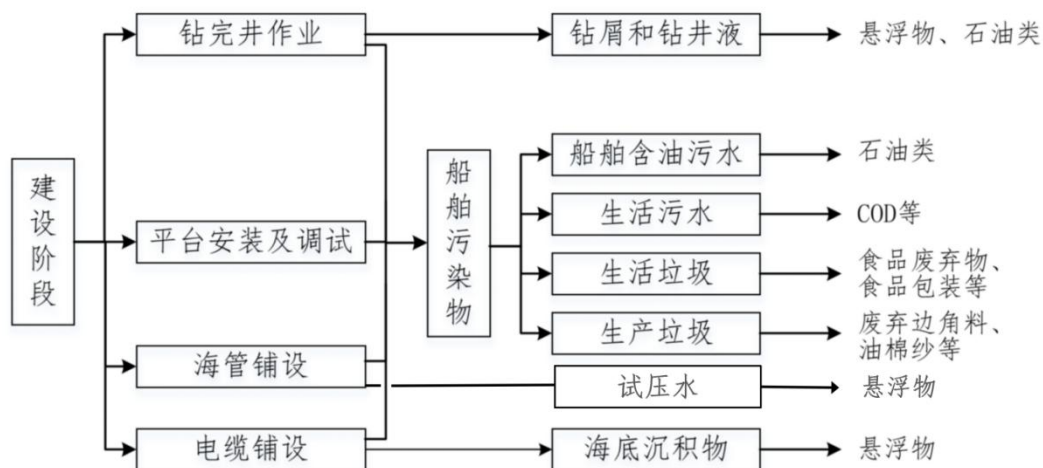 钻完井作业
钻屑和钻井液
悬浮物、石油类
建设阶段
船舶污染物
船舶含油污水
石油类
生活污水
COD等
平台安装及调试
生活垃圾
食品废弃物、
食品包装等
生产垃圾
废弃边角料、
油棉纱等
海管铺设
试压水
悬浮物
电缆铺设
海底沉积物
悬浮物